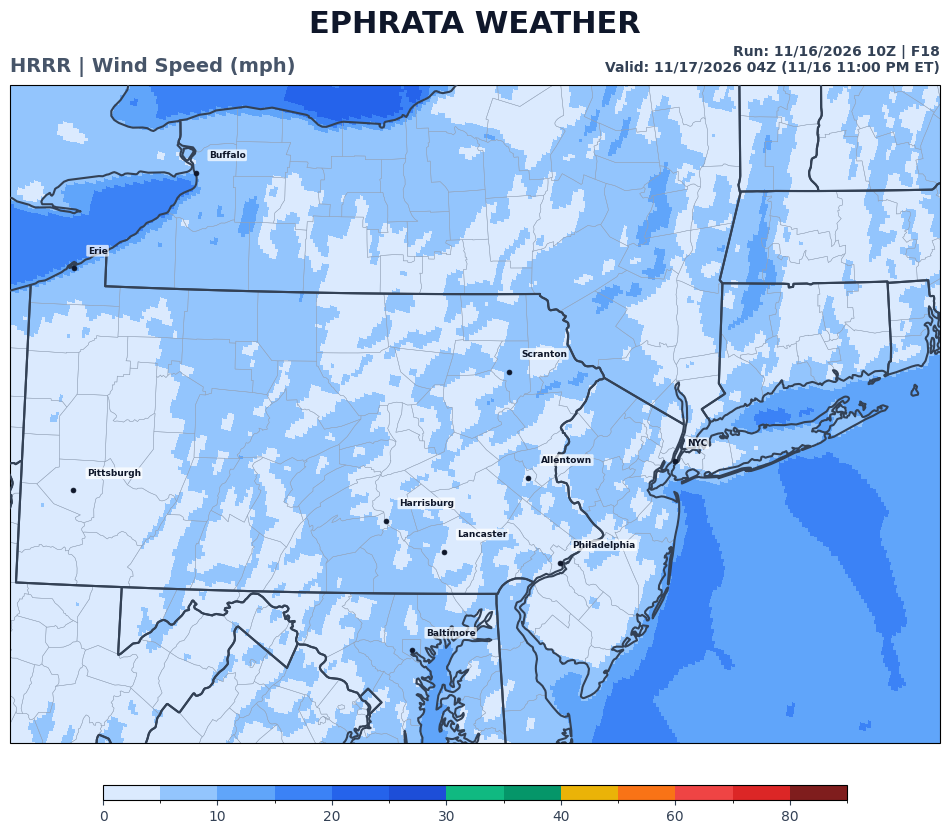 EPHRATA WEATHER
HRRR | Wind Speed (mph)
Run: 11/16/2026 10Z | F18
Valid: 11/17/2026 04Z (11/16 11:00 PM ET)
Buffalo
Erie
Scranton
NYC
Allentown
Pittsburgh
Harrisburg
Lancaster
Philadelphia
Baltimore
0 10 20 30 40 50 60 70 80